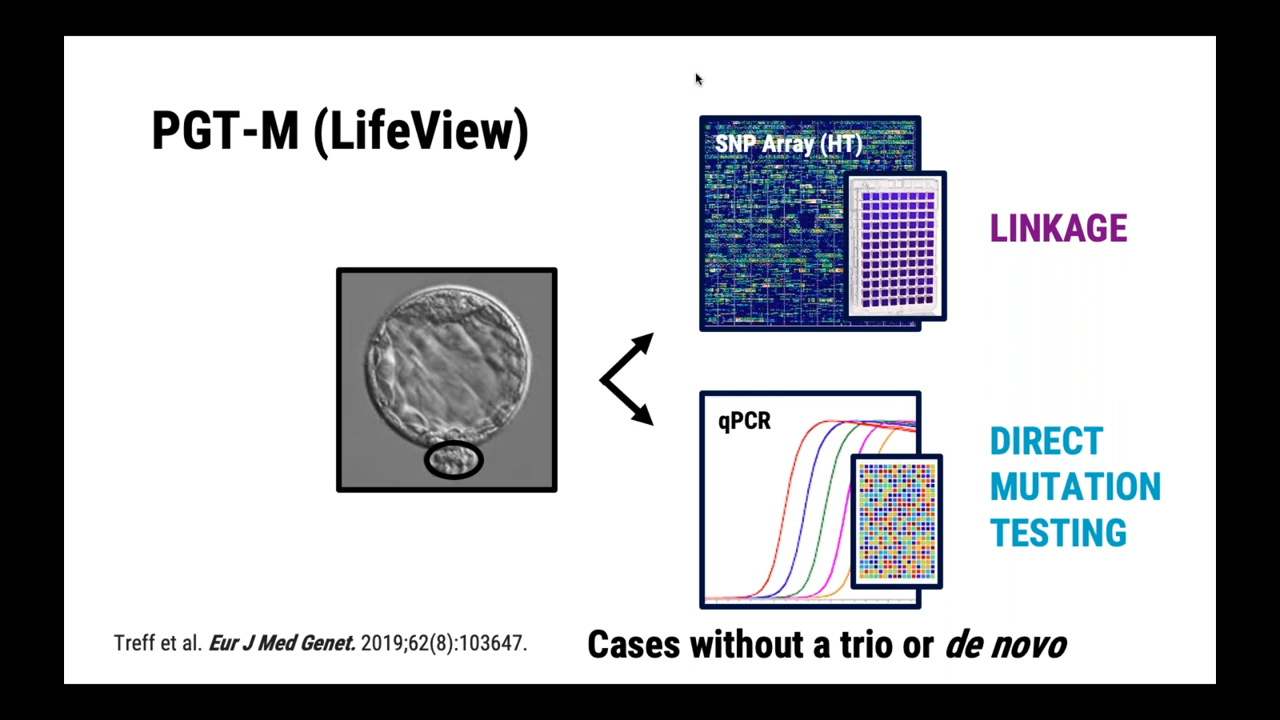 PGT-M (LifeView)
SNP Array (HT)
LINKAGE
qPCR
DIRECT
MUTATION
TESTING
Treff et al. Eur J Med Genet. 2019;62(8):103647.
Cases without a trio or de novo